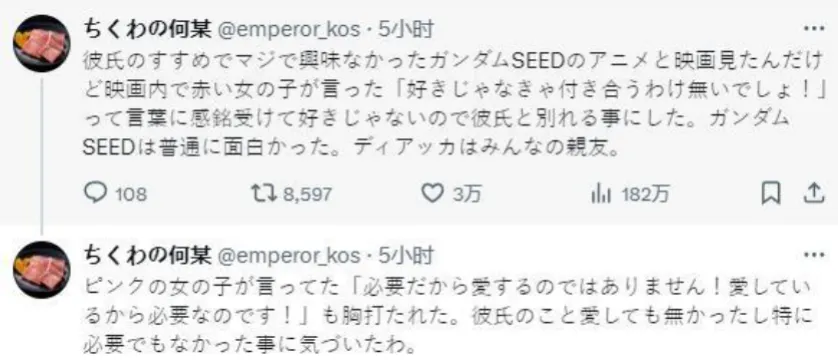 ちくわの何某 @emperor_kos · 5小时
彼氏のすすめでマジで興味なかったガンダムSEEDのアニメと映画見たんだけ
ど映画内で赤い女の子が言った「好きじゃなきゃ付き合うわけ無いでしょ！」
って言葉に感銘受けて好きじゃないので彼氏と別れる事にした。ガンダム
SEEDは普通に面白かった。ディアッカはみんなの親友。
108 8,597 3万 182万
ちくわの何某 @emperor_kos · 5小时
ピンクの女の子が言ってた「必要だから愛するのではありません！愛してい
るから必要なのです！」も胸打たれた。彼氏のこと愛しても無かったし特に
必要でもなかった事に気づいたわ。